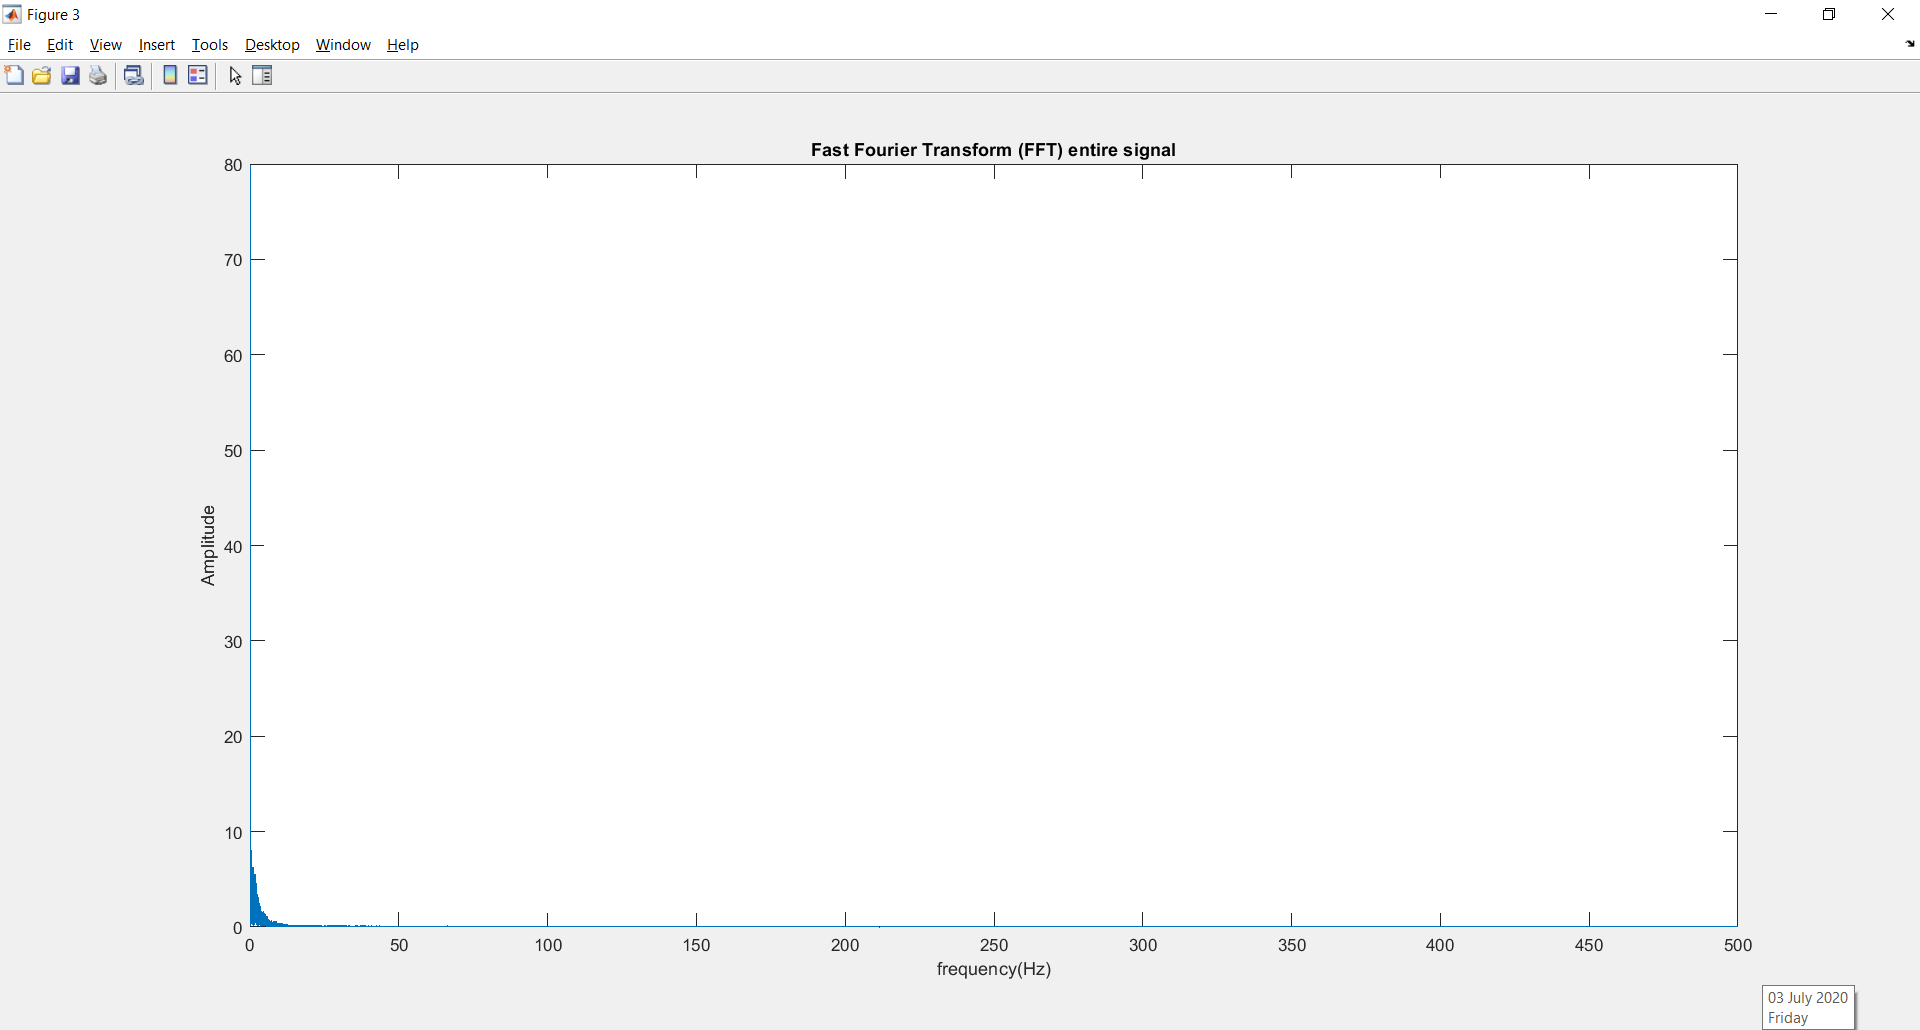 Figure 3
File Edit View Insert Tools Desktop Window Help
Fast Fourier Transform (FFT) entire signal
80
70
60
50
40
30
20
10
0
Amplitude
0 50 100 150 200 250 300 350 400 450 500
frequency(Hz)
03 July 2020
Friday